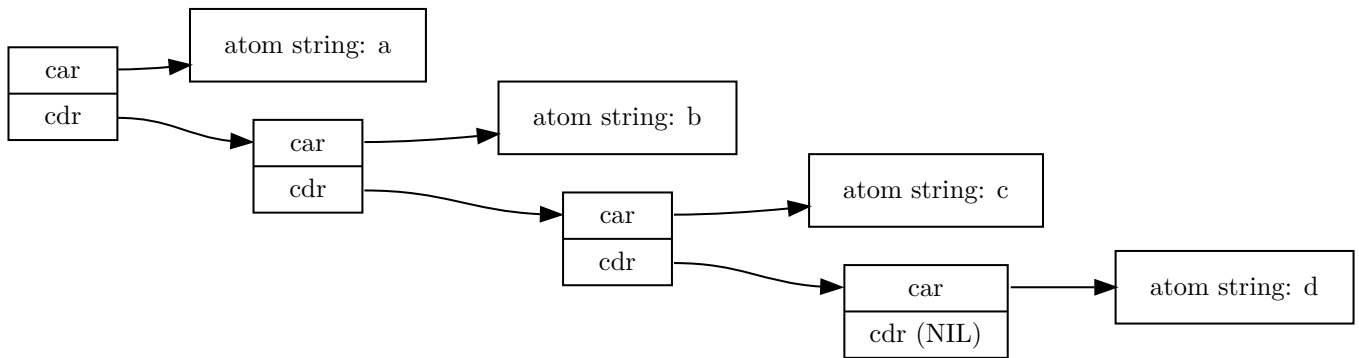 car
cdr
atom string: a
car
cdr
atom string: b
car
cdr
atom string: c
car
cdr (NIL)
atom string: d